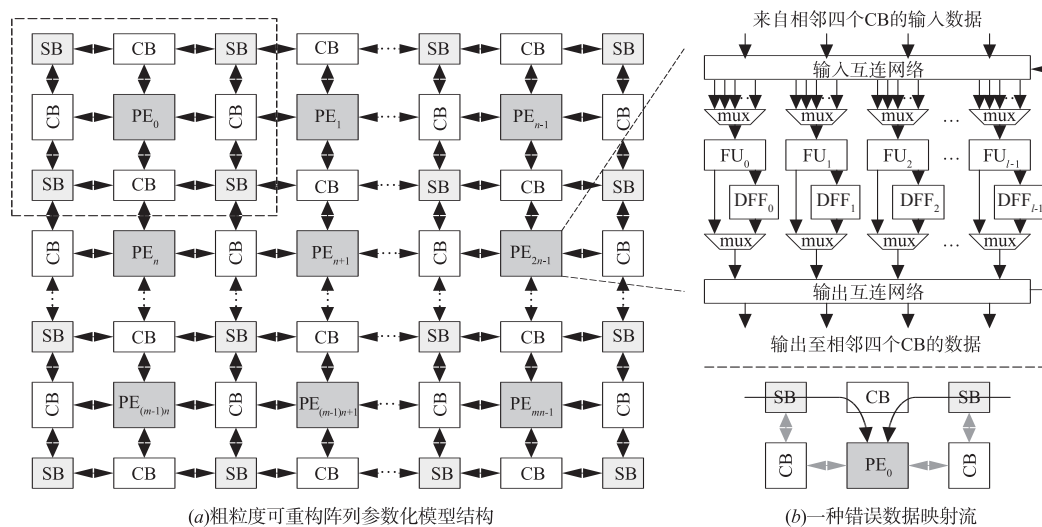 SB CB SB CB SB CB SB
CB PE0 CB PE1 CB PEn-1 CB
SB CB SB CB SB CB SB
CB PEn CB PEn+1 CB PE2n-1 CB
SB CB SB CB SB CB SB
CB PE(m-1)n CB PE(m-1)n+1 CB PEmn-1 CB
SB CB SB CB SB CB SB
(a)粗粒度可重构阵列参数化模型结构
来自相邻四个CB的输入数据
输入互连网络
mux mux mux … mux
FU0 FU1 FU2 … FUl-1
DFF0 DFF1 DFF2 DFFl-1
mux mux mux … mux
输出互连网络
输出至相邻四个CB的数据
SB CB SB
CB PE0 CB
(b)一种错误数据映射流